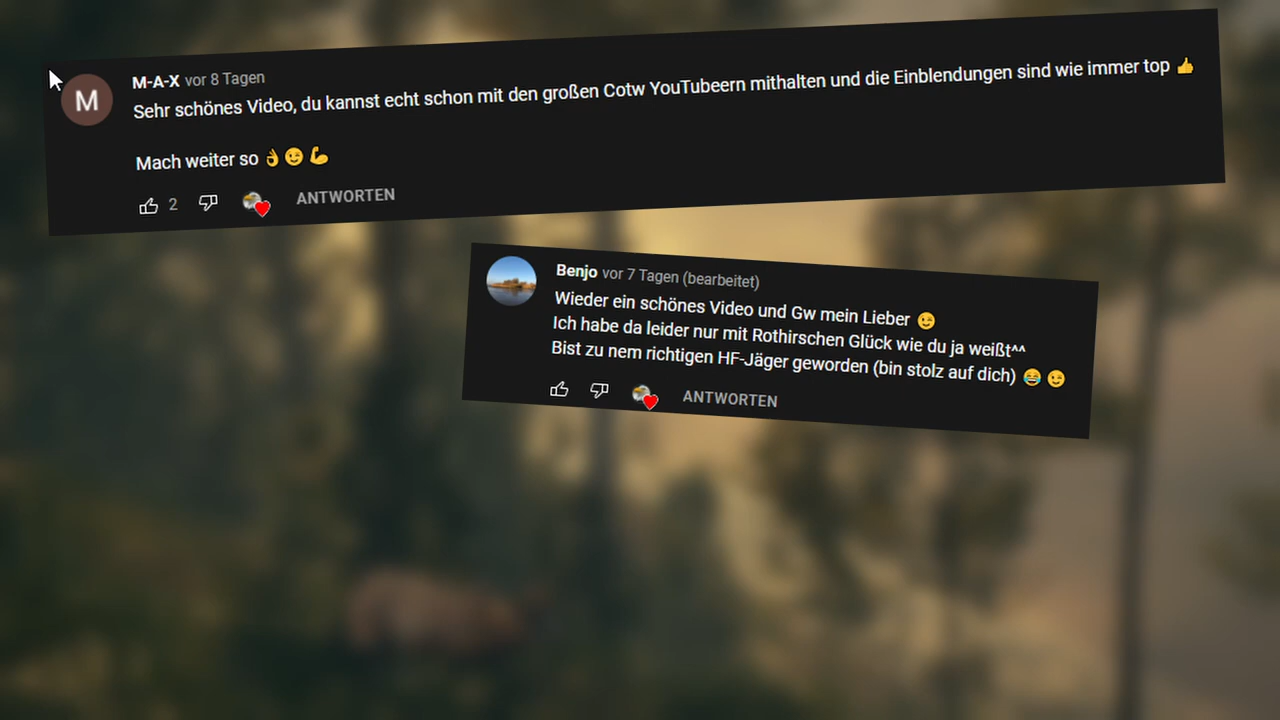 M
M-A-X vor 8 Tagen
Sehr schönes Video, du kannst echt schon mit den großen Cotw YouTubeern mithalten und die Einblendungen sind wie immer top 👍
Mach weiter so 👌😉💪
2 ANTWORTEN
Benjo vor 7 Tagen (bearbeitet)
Wieder ein schönes Video und Gw mein Lieber 😉
Ich habe da leider nur mit Rothirschen Glück wie du ja weißt^^
Bist zu nem richtigen HF-Jäger geworden (bin stolz auf dich) 😂😉
ANTWORTEN